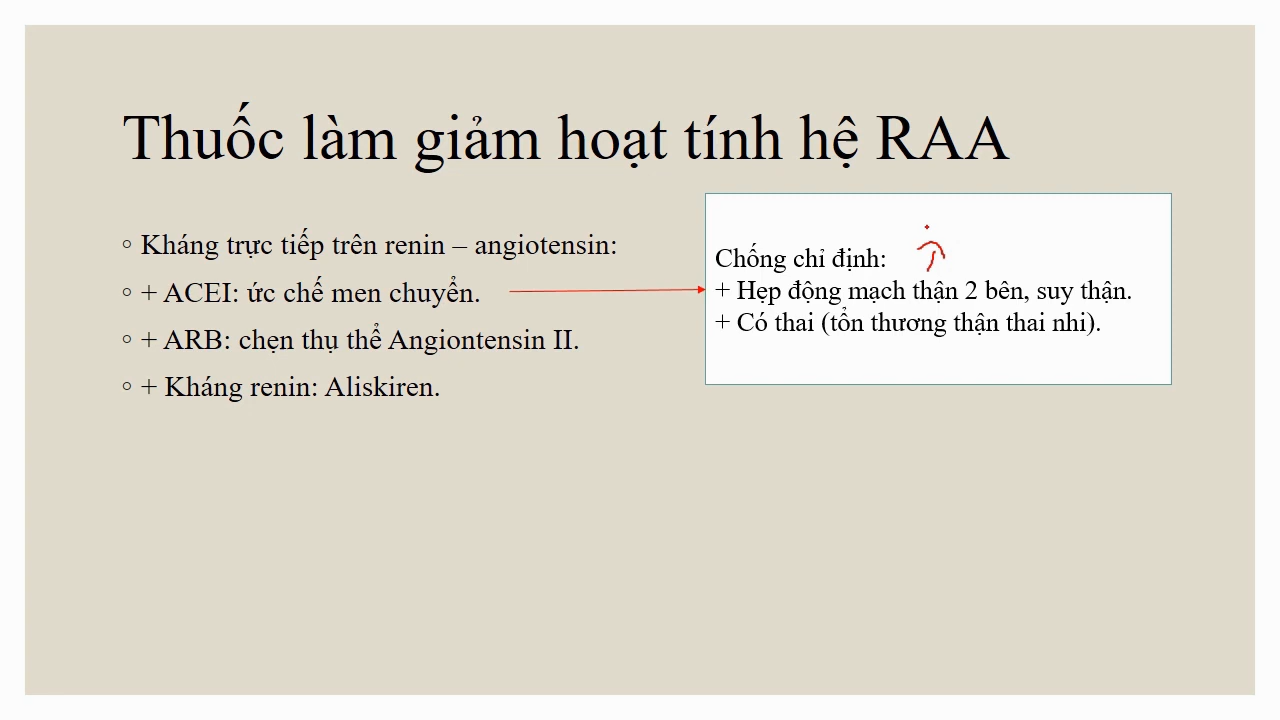 Thuốc làm giảm hoạt tính hệ RAA
Kháng trực tiếp trên renin – angiotensin:
+ ACEI: ức chế men chuyển.
+ ARB: chẹn thụ thể Angiontensin II.
+ Kháng renin: Aliskiren.
Chống chỉ định:
+ Hẹp động mạch thận 2 bên, suy thận.
+ Có thai (tổn thương thận thai nhi).